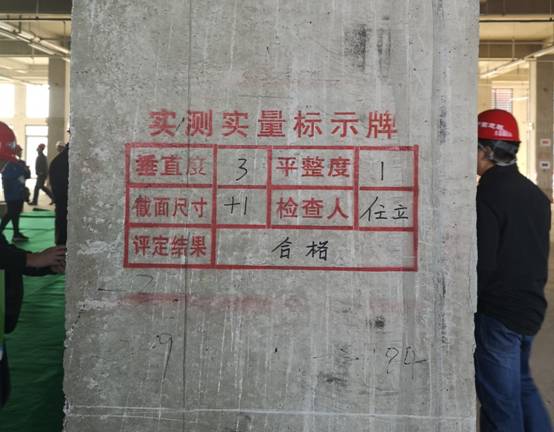 实测实量标示牌
垂直度 3 平整度 1
截面尺寸 +1 检查人 任立
评定结果 合格